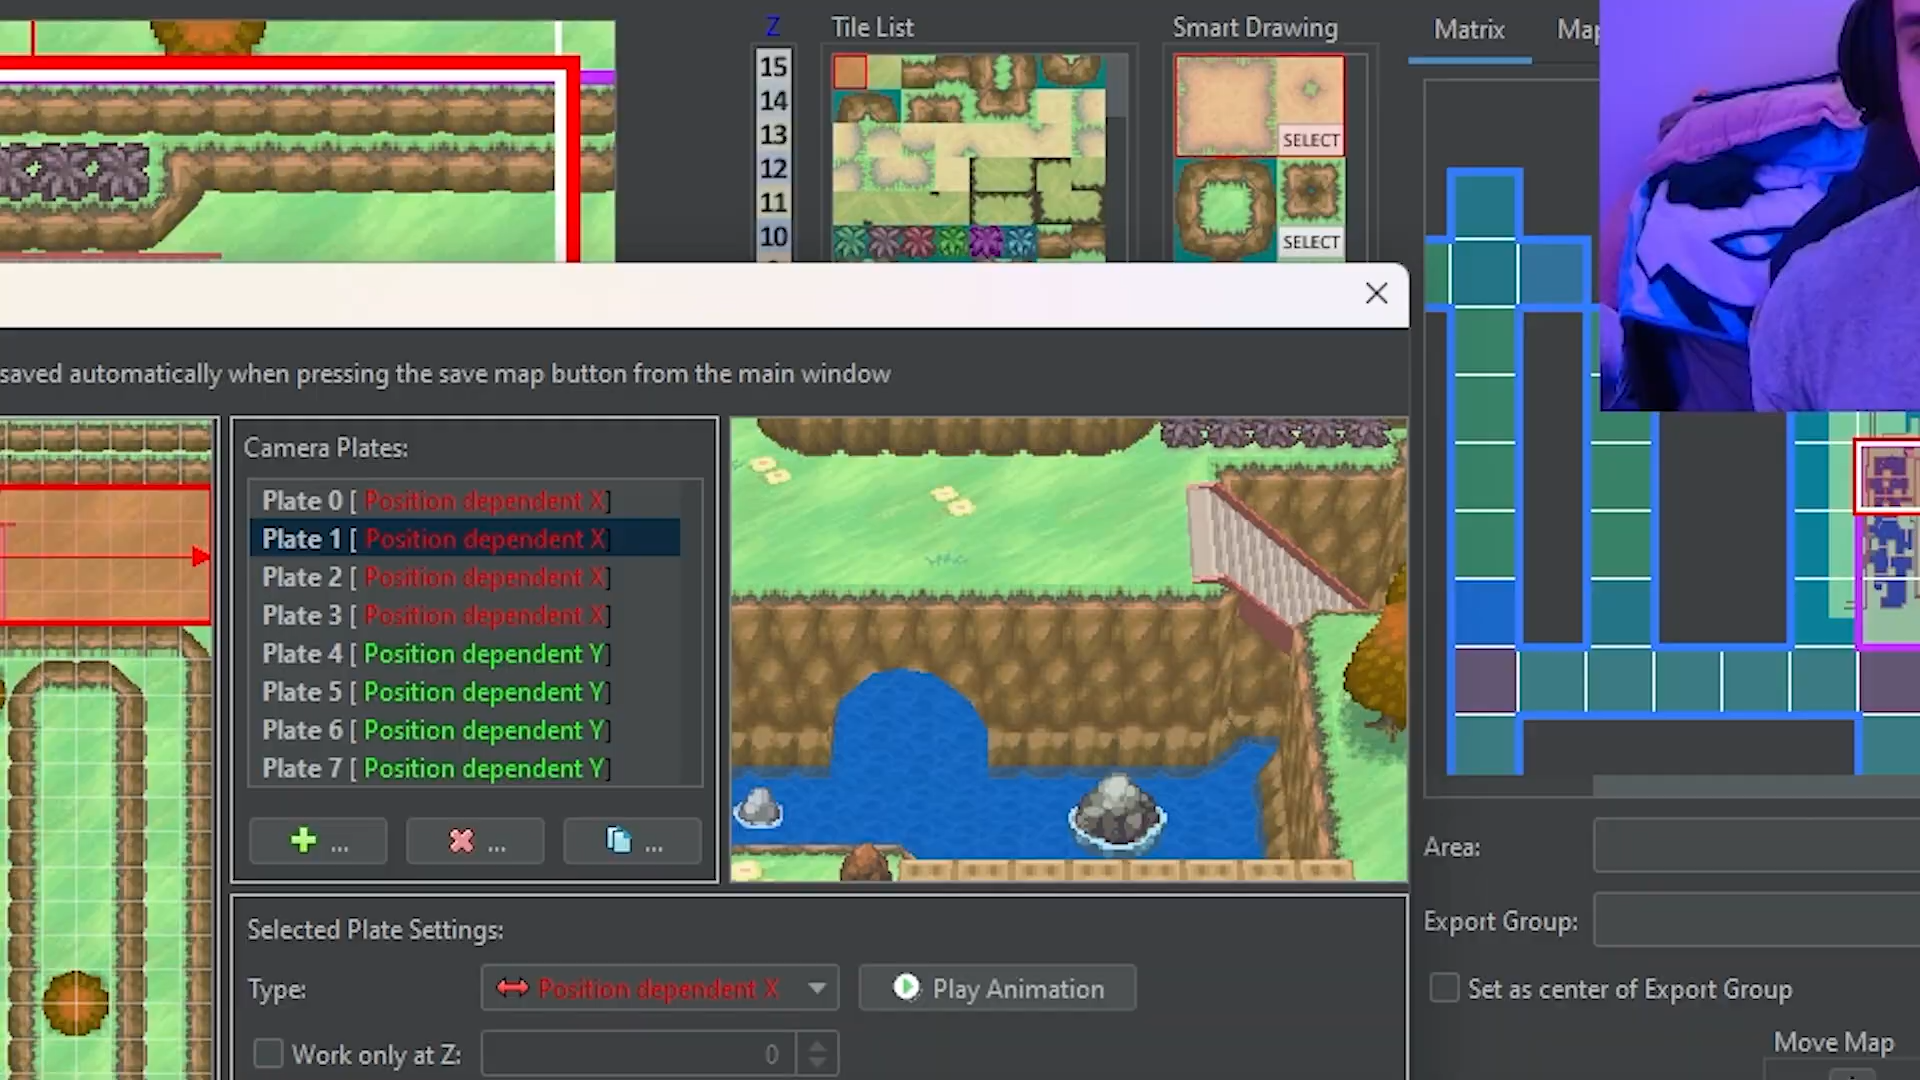 Z
Tile List
Smart Drawing
Matrix
15
14
13
12
11
10
SELECT
SELECT
saved automatically when pressing the save map button from the main window
Camera Plates:
Plate 0 [ Position dependent X]
Plate 1 [ Position dependent X]
Plate 2 [ Position dependent X]
Plate 3 [ Position dependent X]
Plate 4 [ Position dependent Y]
Plate 5 [ Position dependent Y]
Plate 6 [ Position dependent Y]
Plate 7 [ Position dependent Y]
...
...
...
Selected Plate Settings:
Type:
Position dependent X
Play Animation
Work only at Z:
0
Area:
Export Group:
Set as center of Export Group
Move Map